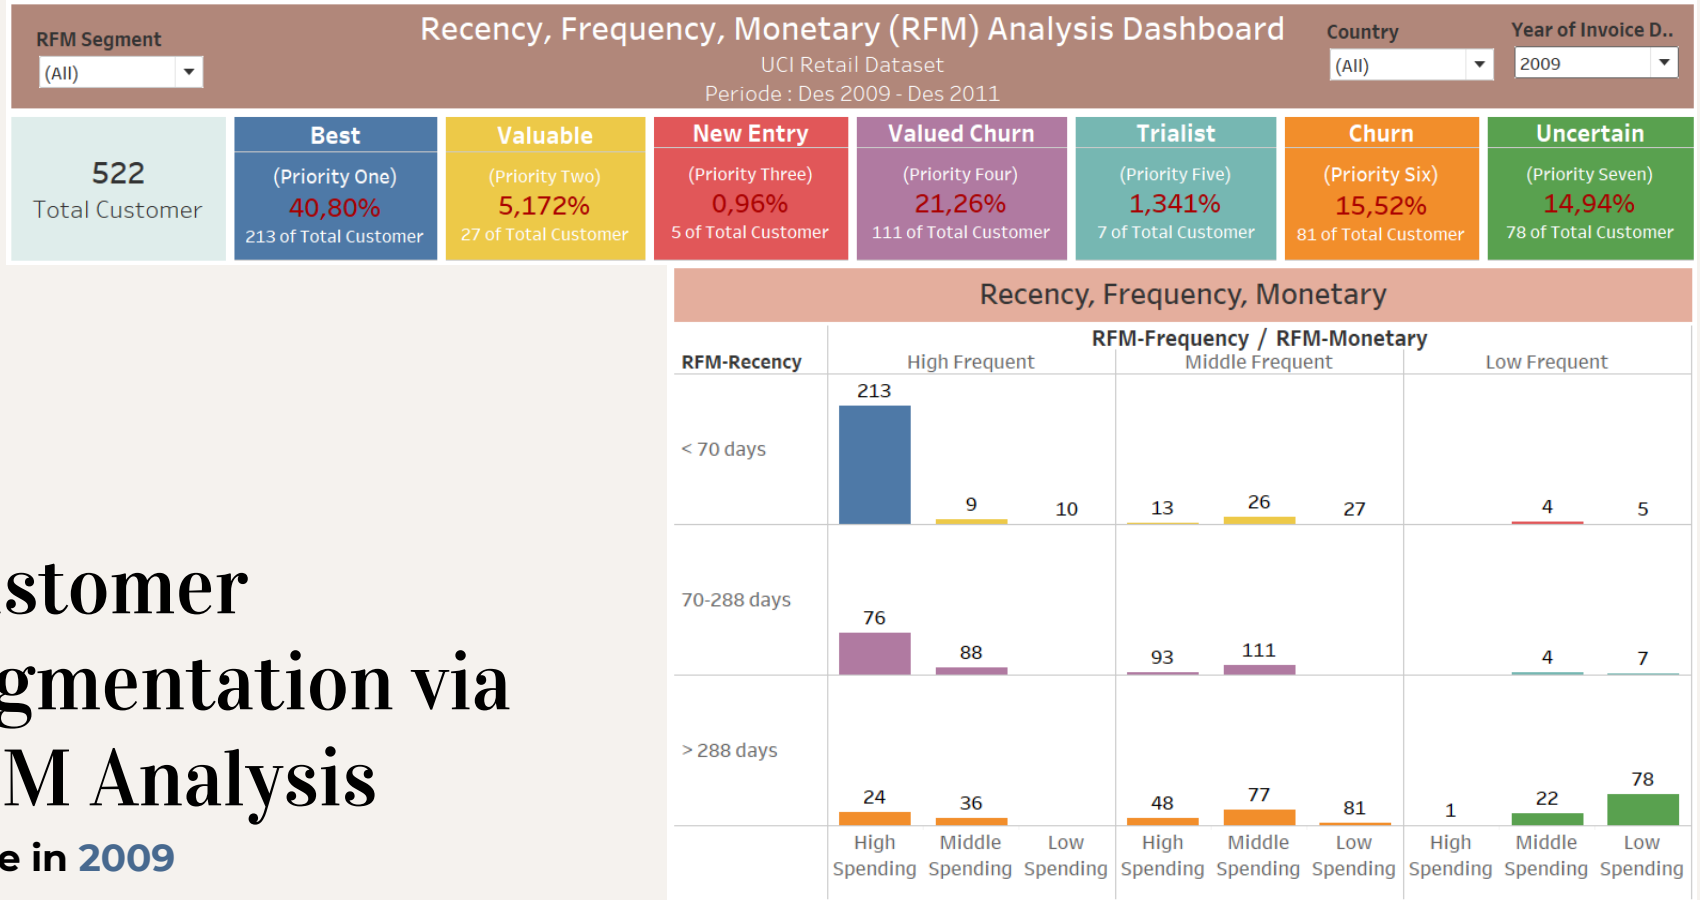 Recency, Frequency, Monetary (RFM) Analysis Dashboard
UCI Retail Dataset
Periode : Des 2009 - Des 2011
RFM Segment
(All)
Country
(All)
Year of Invoice D..
2009
522
Total Customer
Best
(Priority One)
40,80%
213 of Total Customer
Valuable
(Priority Two)
5,172%
27 of Total Customer
New Entry
(Priority Three)
0,96%
5 of Total Customer
Valued Churn
(Priority Four)
21,26%
111 of Total Customer
Trialist
(Priority Five)
1,341%
7 of Total Customer
Churn
(Priority Six)
15,52%
81 of Total Customer
Uncertain
(Priority Seven)
14,94%
78 of Total Customer
stomer
gmentation via
M Analysis
e in 2009
Recency, Frequency, Monetary
RFM-Frequency / RFM-Monetary
RFM-Recency High Frequent Middle Frequent Low Frequent
< 70 days 213 9 10 13 26 27 4 5
70-288 days 76 88 93 111 4 7
> 288 days 24 36 48 77 81 1 22 78
High Middle Low High Middle Low High Middle Low
Spending Spending Spending Spending Spending Spending Spending Spending Spending